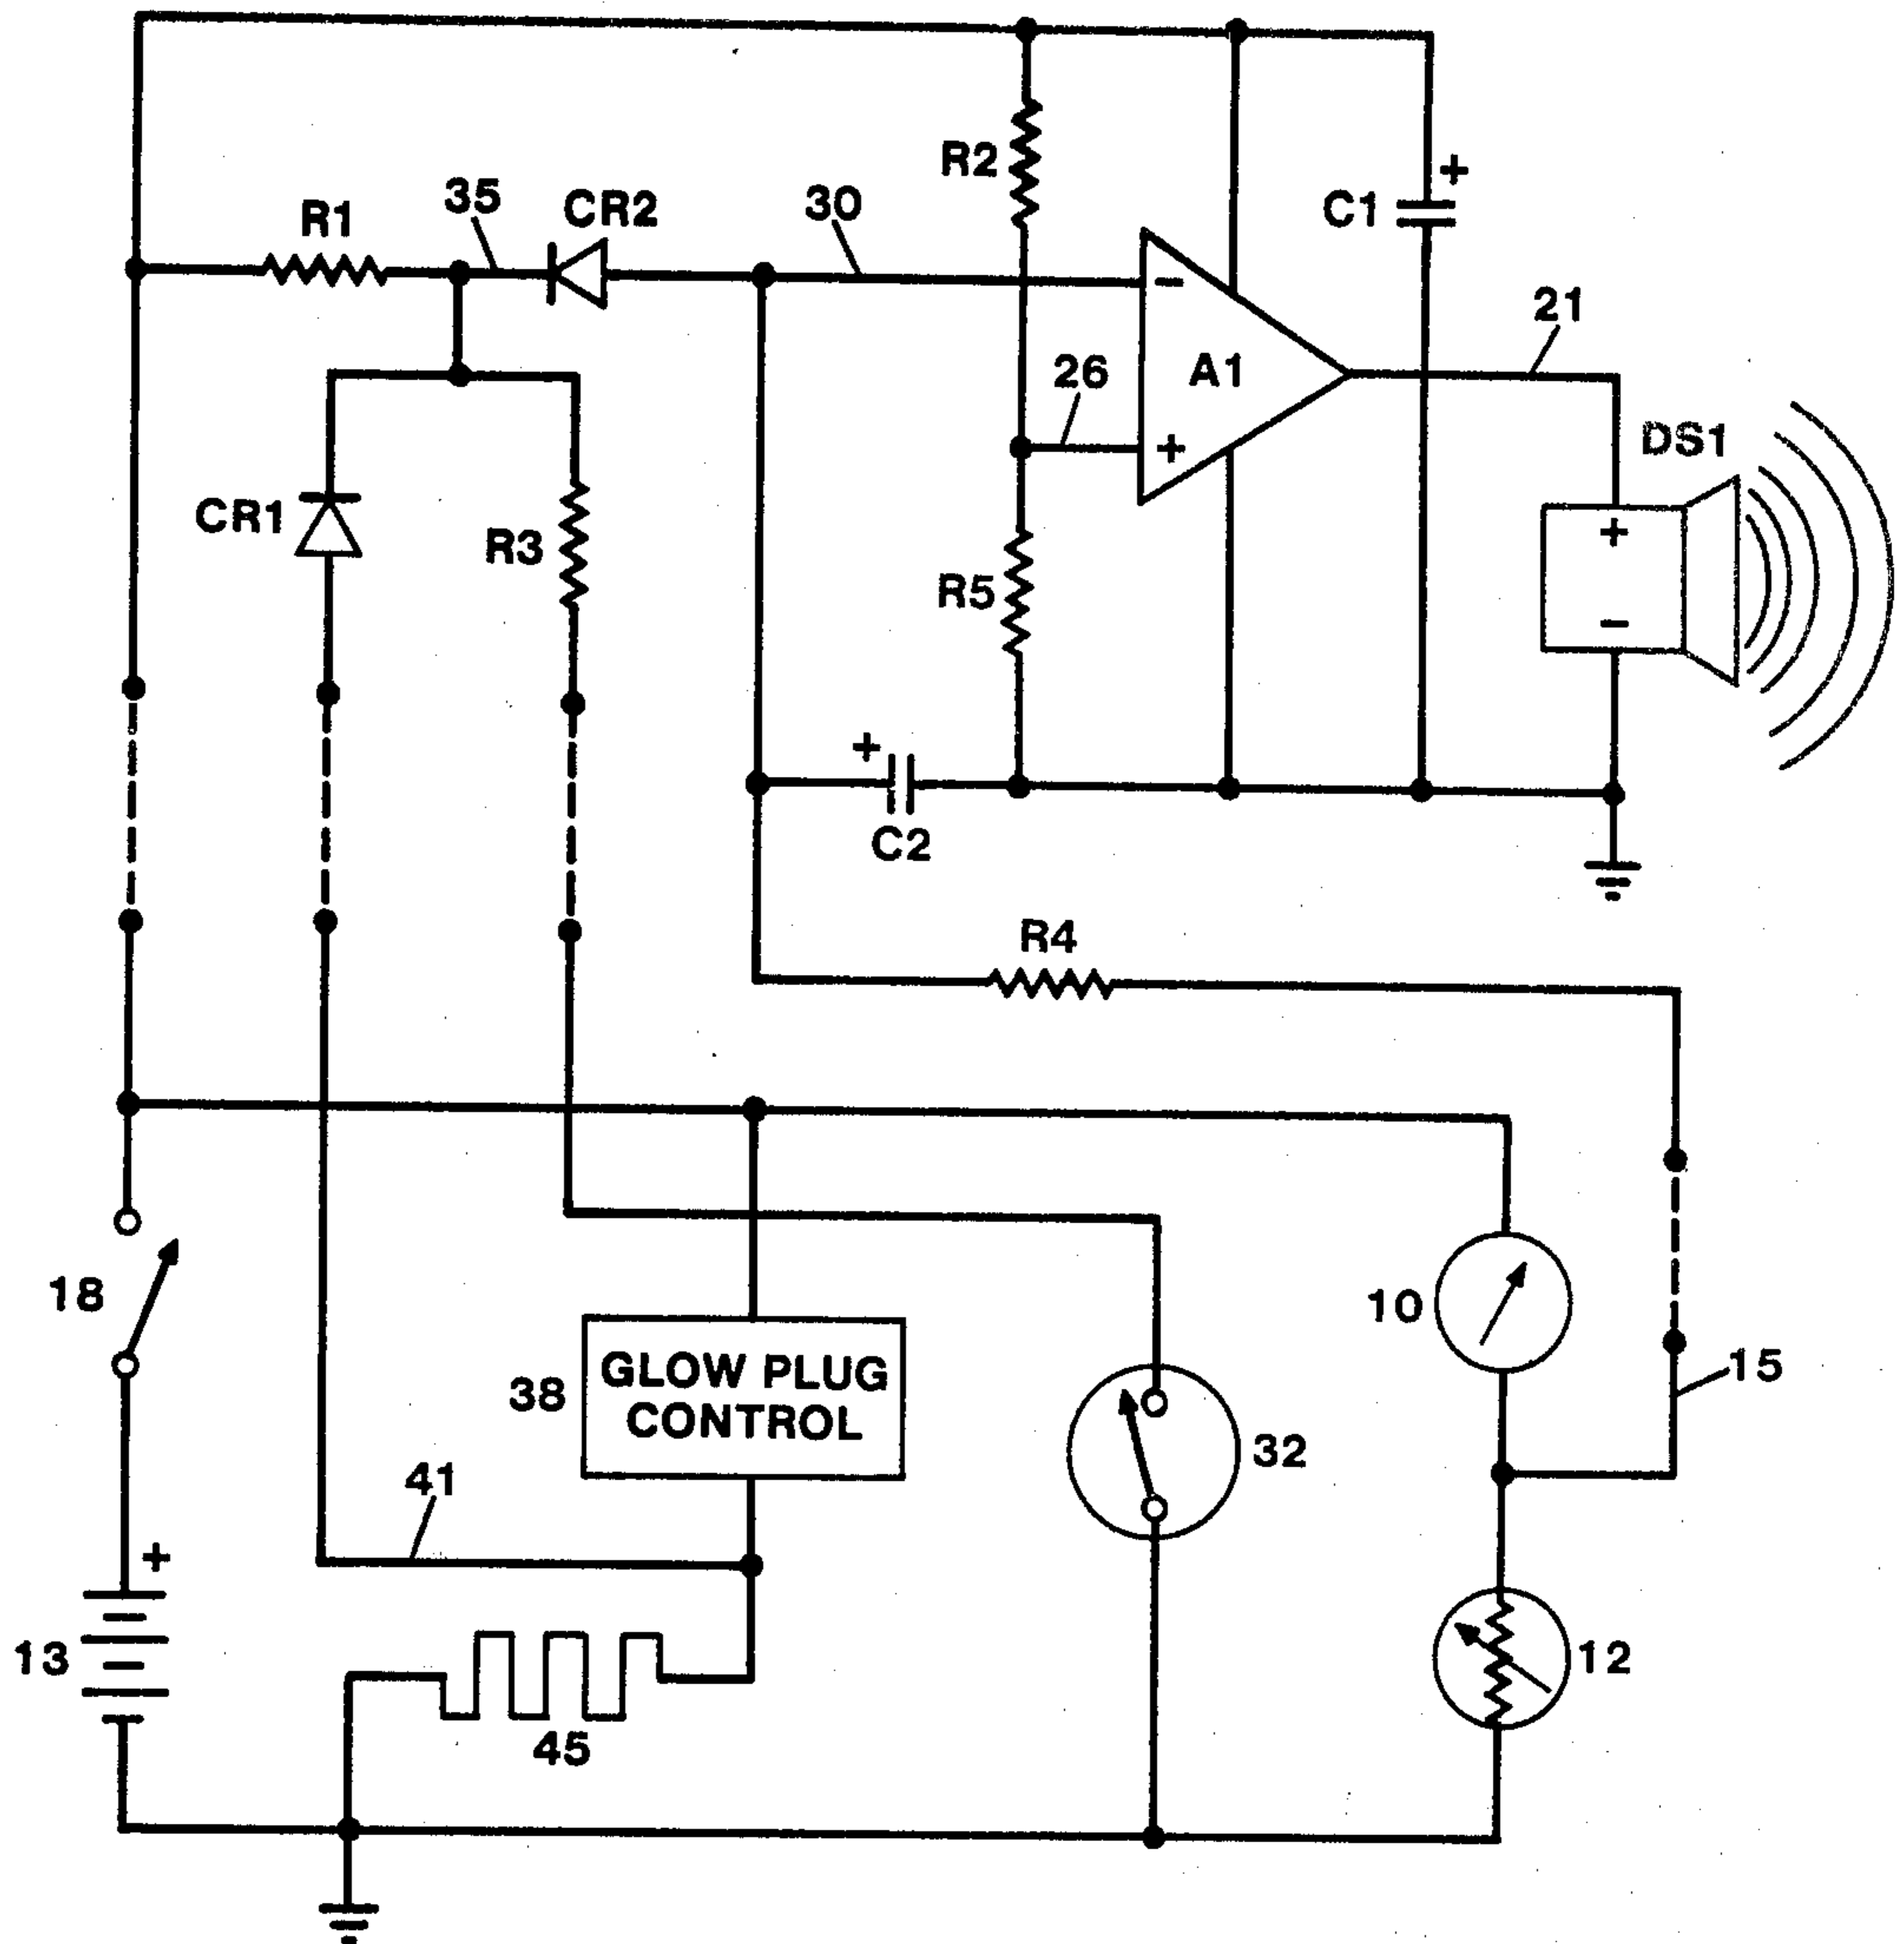 R2
35
CR2
30
R1
C1
+
-
21
26
A1
+
DS1
CR1
R3
+
R5
-
+
C2
R4
18
10
15
GLOW PLUG
CONTROL
38
32
41
+
13
12
45